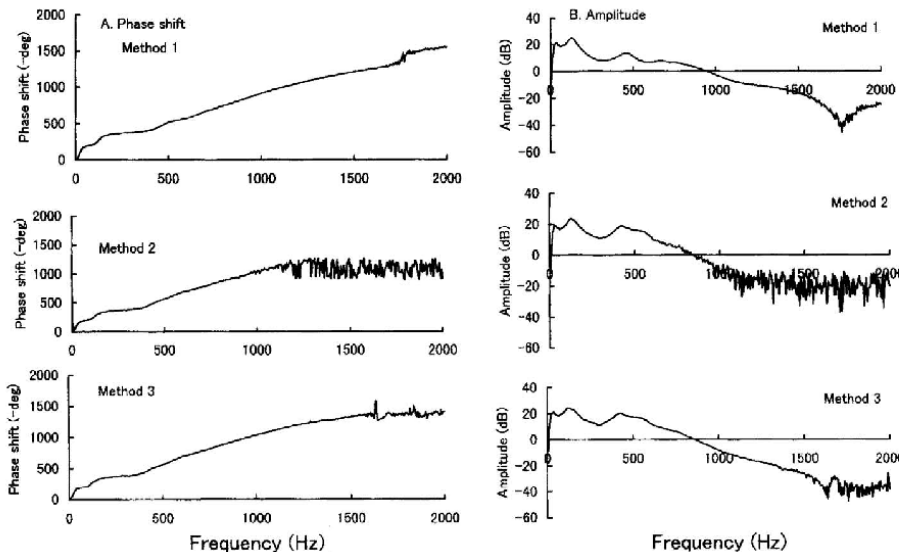 A. Phase shift
Method 1
Phase shift (-deg)
2000
1500
1000
500
0
0 500 1000 1500 2000
Method 2
Phase shift (-deg)
2000
1500
1000
500
0
0 500 1000 1500 2000
Method 3
Phase shift (-deg)
2000
1500
1000
500
0
0 500 1000 1500 2000
Frequency (Hz)
B. Amplitude
Method 1
Amplitude (dB)
40
20
0
-20
-40
-60
0 500 1000 1500 2000
Method 2
Amplitude (dB)
40
20
0
-20
-40
-60
0 500 1000 1500 2000
Method 3
Amplitude (dB)
40
20
0
-20
-40
-60
0 500 1000 1500 2000
Frequency (Hz)